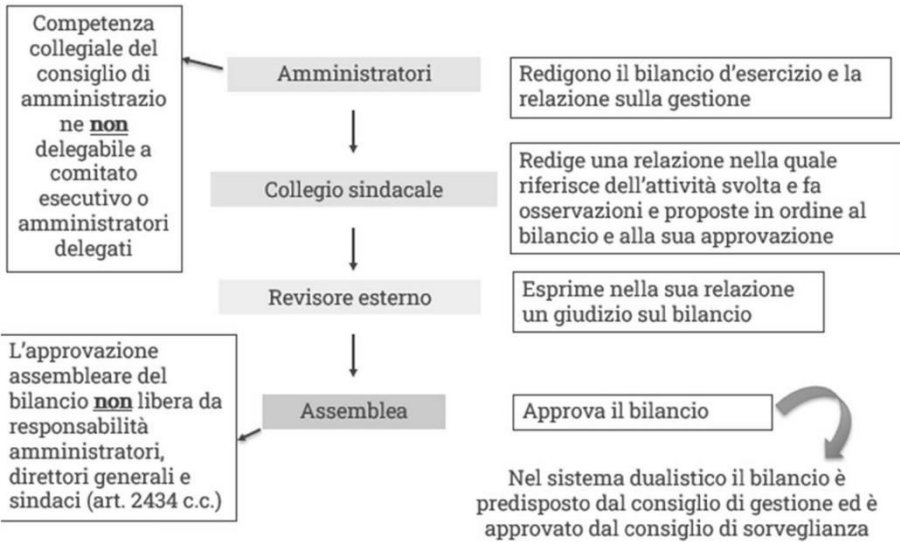 Competenza
collegiale del
consiglio di
amministrazio
ne non
delegabile a
comitato
esecutivo o
amministratori
delegati
Amministratori
Redigono il bilancio d'esercizio e la
relazione sulla gestione
Collegio sindacale
Redige una relazione nella quale
riferisce dell'attività svolta e fa
osservazioni e proposte in ordine al
bilancio e alla sua approvazione
Revisore esterno
Esprime nella sua relazione
un giudizio sul bilancio
L'approvazione
assembleare del
bilancio non libera da
responsabilità
amministratori,
direttori generali e
sindaci (art. 2434 c.c.)
Assemblea
Approva il bilancio
Nel sistema dualistico il bilancio è
predisposto dal consiglio di gestione ed è
approvato dal consiglio di sorveglianza